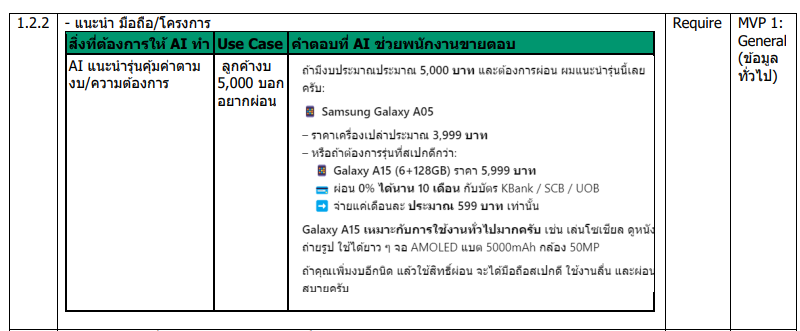 1.2.2
- แนะนำ มือถือ/โครงการ
Require
MVP 1:
General
(ข้อมูล
ทั่วไป)
สิ่งที่ต้องการให้ AI ทำ
Use Case
คำตอบที่ AI ช่วยพนักงานขายตอบ
AI แนะนำรุ่นคุ้มค่าตาม
งบ/ความต้องการ
ลูกค้างบ
5,000 บอก
อยากผ่อน
ถ้ามีงบประมาณประมาณ 5,000 บาท และต้องการผ่อน ผมแนะนำรุ่นนี้เลย
ครับ:
Samsung Galaxy A05
– ราคาเครื่องเปล่าประมาณ 3,999 บาท
– หรือถ้าต้องการรุ่นที่สเปกดีกว่า:
Galaxy A15 (6+128GB) ราคา 5,999 บาท
ผ่อน 0% ได้นาน 10 เดือน กับบัตร KBank / SCB / UOB
จ่ายแค่เดือนละ ประมาณ 599 บาท เท่านั้น
Galaxy A15 เหมาะกับการใช้งานทั่วไปมากครับ เช่น เล่นโซเชียล ดูหนัง
ถ่ายรูป ใช้ได้ยาว ๆ จอ AMOLED แบต 5000mAh กล้อง 50MP
ถ้าคุณเพิ่มงบอีกนิด แล้วใช้สิทธิ์ผ่อน จะได้มือถือสเปกดี ใช้งานลื่น และผ่อน
สบายครับ